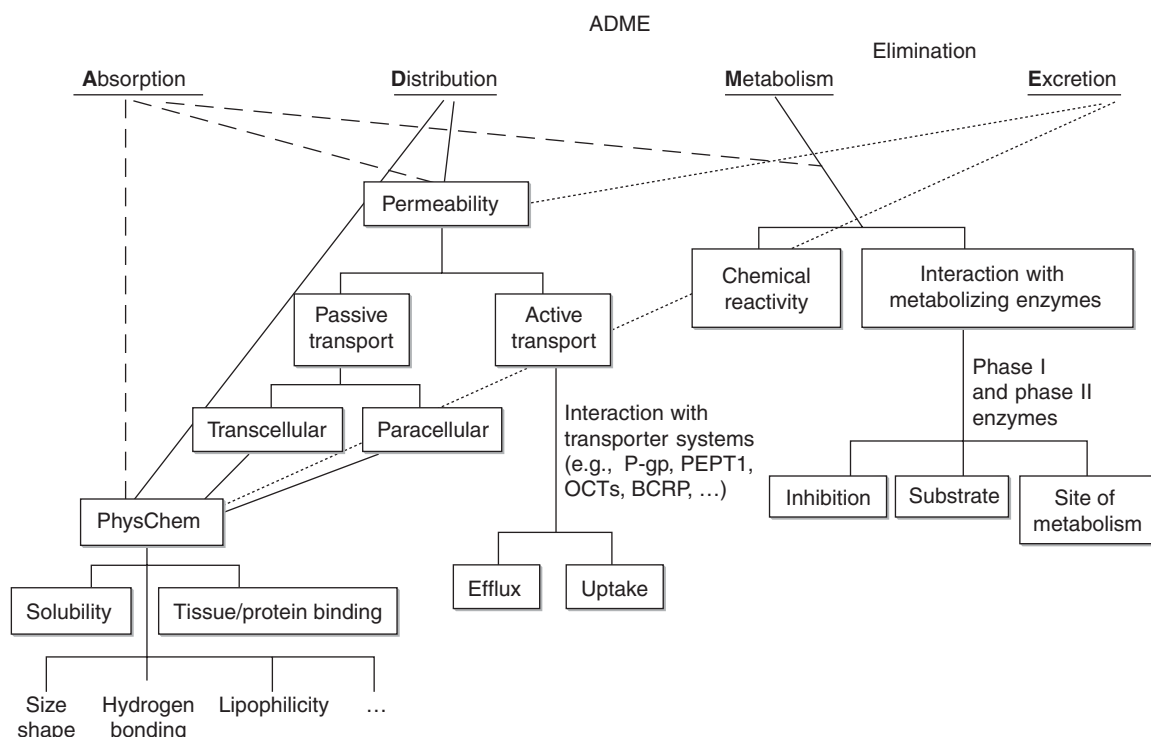 ADME
Elimination
Absorption
Distribution
Metabolism
Excretion
Permeability
Chemical
reactivity
Interaction with
metabolizing enzymes
Passive
transport
Active
transport
Phase I
and phase II
enzymes
Transcellular
Paracellular
Interaction with
transporter systems
(e.g., P-gp, PEPT1,
OCTs, BCRP, …)
PhysChem
Inhibition
Substrate
Site of
metabolism
Efflux
Uptake
Solubility
Tissue/protein binding
Size
shape
Hydrogen
bonding
Lipophilicity
…